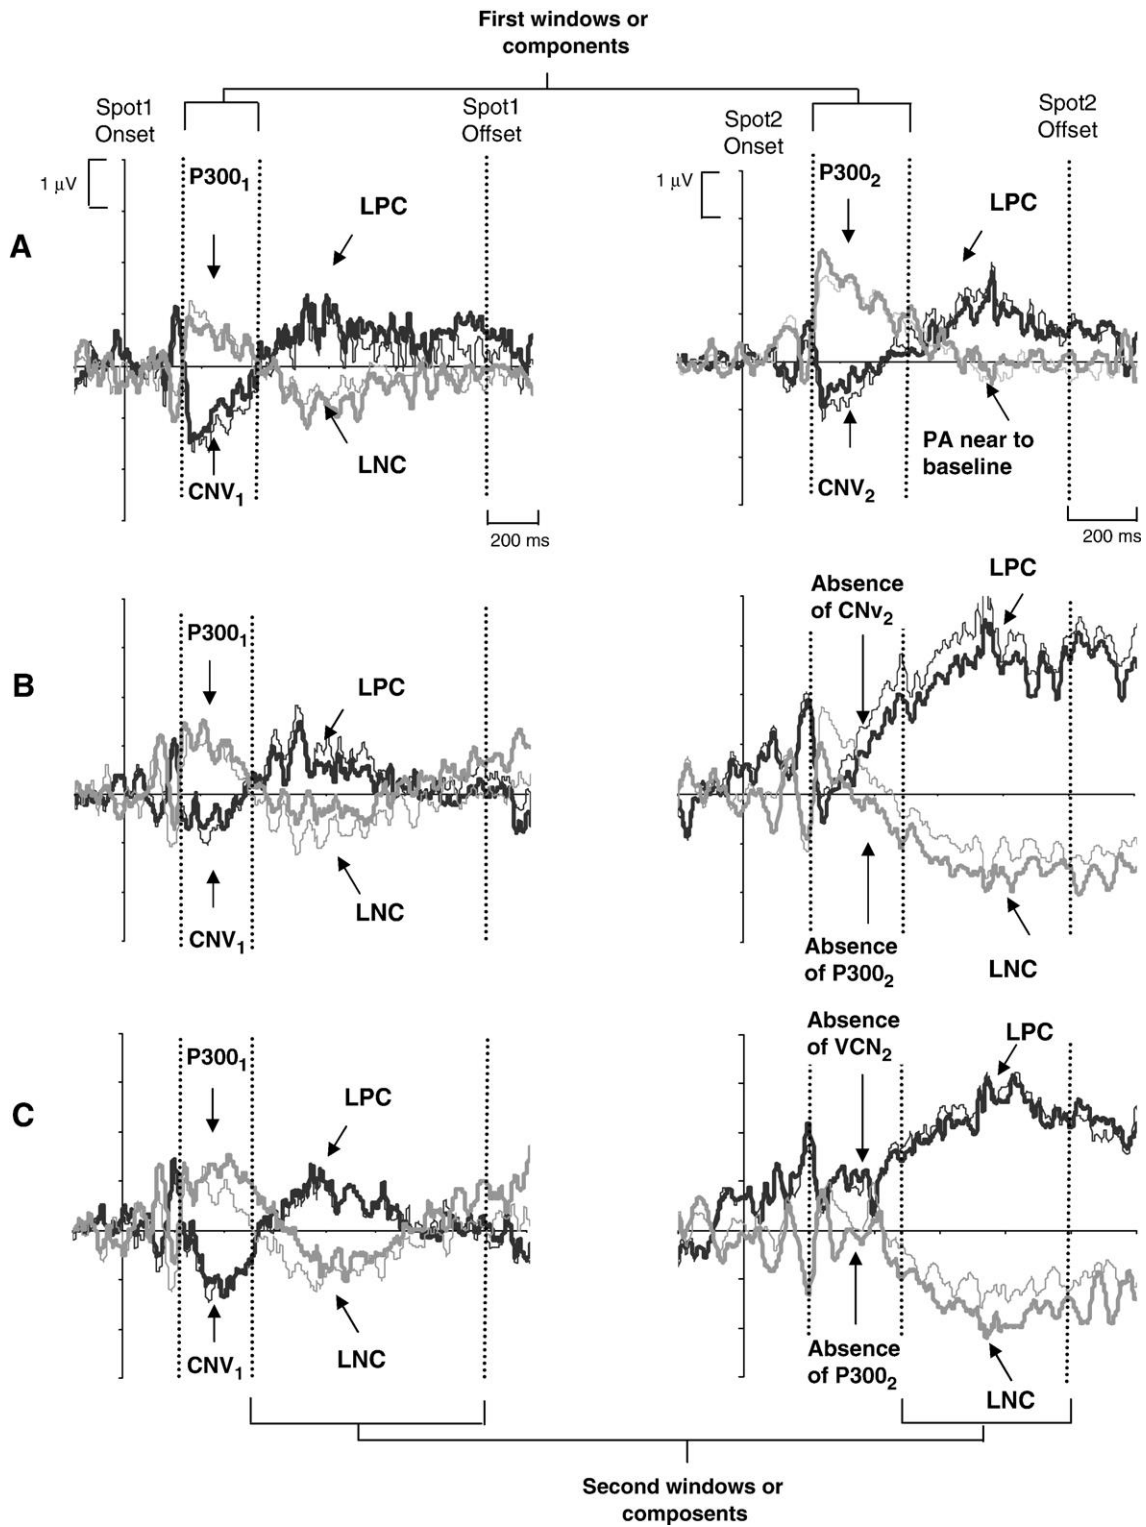 First windows or
components
Spot1
Onset
Spot1
Offset
Spot2
Onset
Spot2
Offset
1 μV
P300₁
LPC
1 μV
P300₂
LPC
A
CNV₁
LNC
CNV₂
PA near to
baseline
200 ms
200 ms
P300₁
LPC
Absence
of CNv₂
LPC
B
CNV₁
LNC
Absence
of P300₂
LNC
P300₁
LPC
Absence
of VCN₂
LPC
C
CNV₁
LNC
Absence
of P300₂
LNC
Second windows or
composents